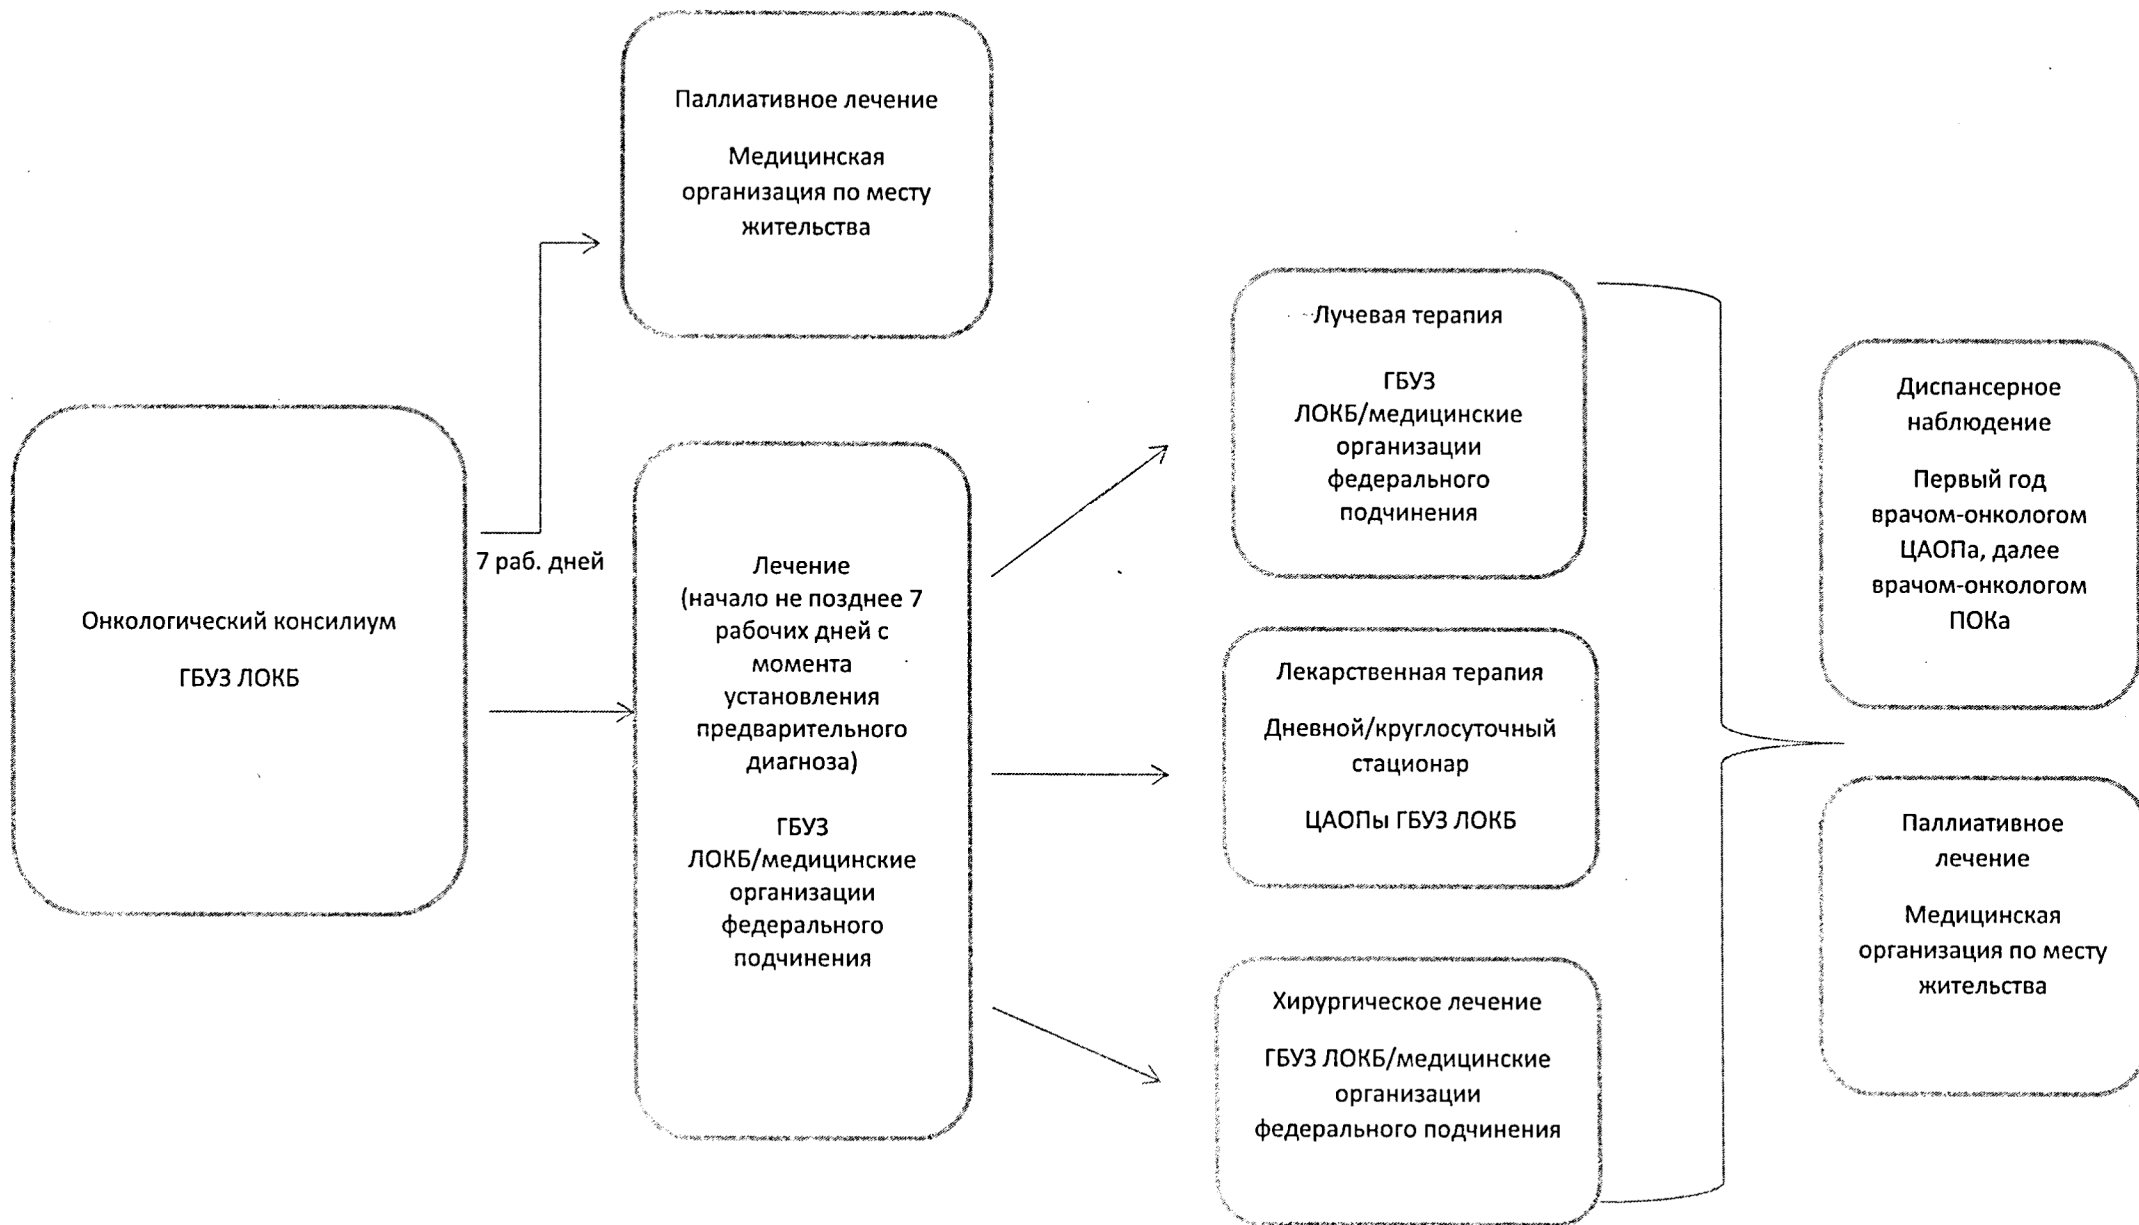 Паллиативное лечение
Медицинская
организация по месту
жительства
Онкологический консилиум
ГБУЗ ЛОКБ
7 раб. дней
Лечение
(начало не позднее 7
рабочих дней с
момента
установления
предварительного
диагноза)
ГБУЗ
ЛОКБ/медицинские
организации
федерального
подчинения
Лучевая терапия
ГБУЗ
ЛОКБ/медицинские
организации
федерального
подчинения
Лекарственная терапия
Дневной/круглосуточный
стационар
ЦАОПы ГБУЗ ЛОКБ
Хирургическое лечение
ГБУЗ ЛОКБ/медицинские
организации
федерального подчинения
Диспансерное
наблюдение
Первый год
врачом-онкологом
ЦАОПа, далее
врачом-онкологом
ПОКа
Паллиативное
лечение
Медицинская
организация по месту
жительства